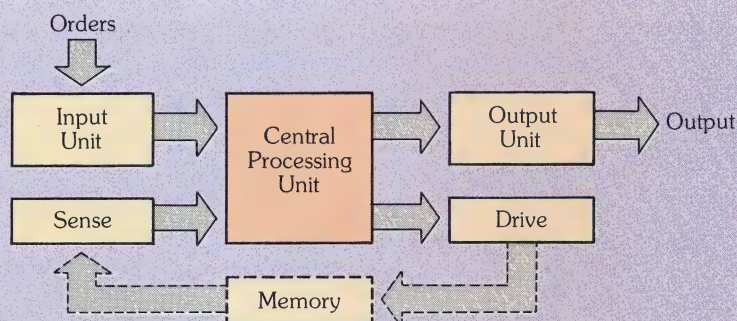 Orders
Input
Unit
Central
Processing
Unit
Output
Unit
Output
Sense
Drive
Memory